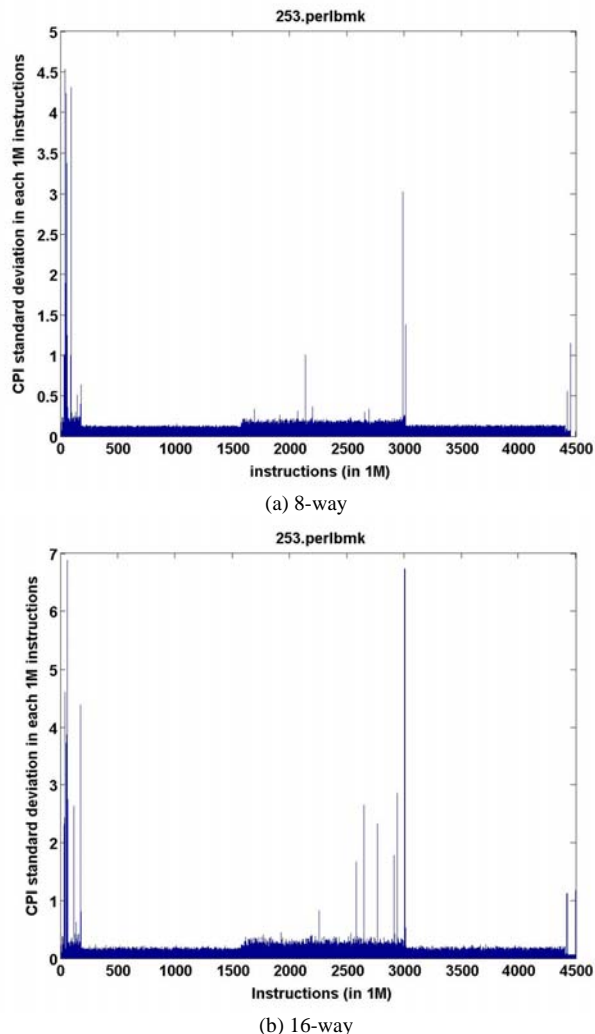 253.perlbmk
5
4.5
4
3.5
3
2.5
2
1.5
1
0.5
0
CPI standard deviation in each 1M instructions
0 500 1000 1500 2000 2500 3000 3500 4000 4500
instructions (in 1M)
(a) 8-way
253.perlbmk
7
6
5
4
3
2
1
0
CPI standard deviation in each 1M instructions
0 500 1000 1500 2000 2500 3000 3500 4000 4500
Instructions (in 1M)
(b) 16-way